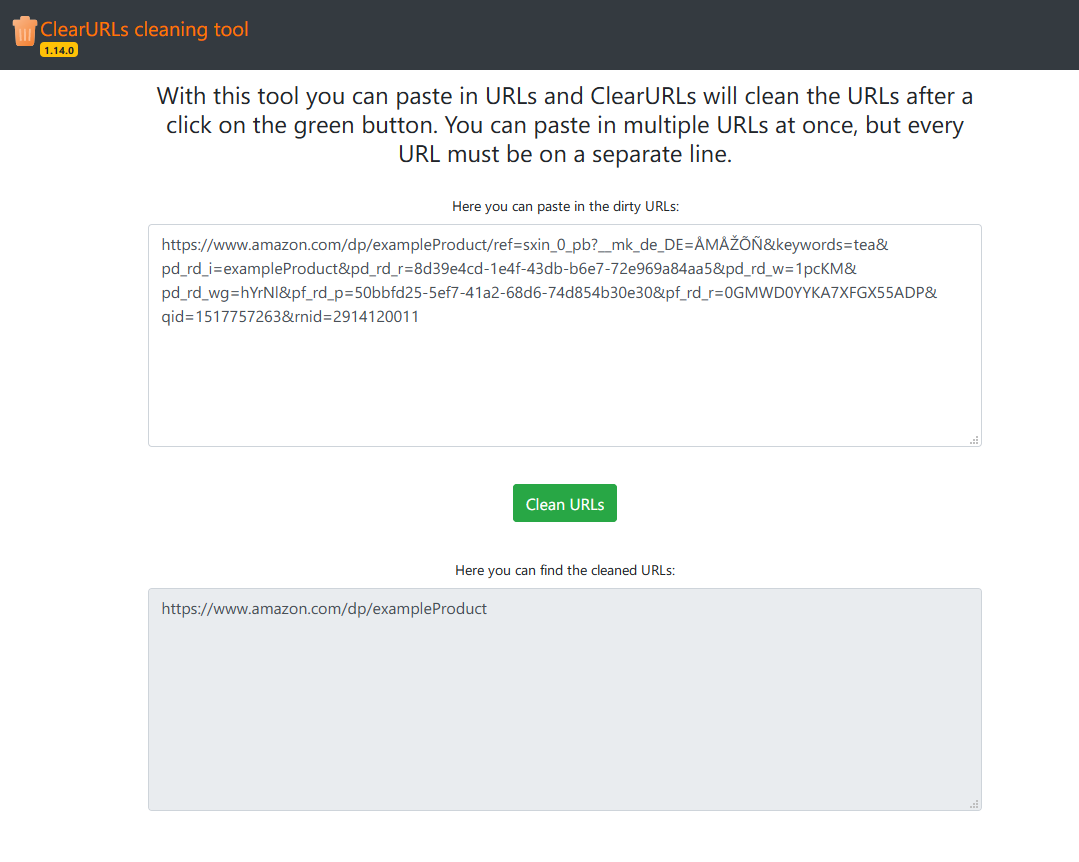 ClearURLs cleaning tool
1.14.0
With this tool you can paste in URLs and ClearURLs will clean the URLs after a
click on the green button. You can paste in multiple URLs at once, but every
URL must be on a separate line.
Here you can paste in the dirty URLs:
https://www.amazon.com/dp/exampleProduct/ref=sxin_0_pb?__mk_de_DE=ÅMÅŽÕÑ&keywords=tea&
pd_rd_i=exampleProduct&pd_rd_r=8d39e4cd-1e4f-43db-b6e7-72e969a84aa5&pd_rd_w=1pcKM&
pd_rd_wg=hYrNl&pf_rd_p=50bbfd25-5ef7-41a2-68d6-74d854b30e30&pf_rd_r=0GMWD0YYKA7XFGX55ADP&
qid=1517757263&rnid=2914120011
Clean URLs
Here you can find the cleaned URLs:
https://www.amazon.com/dp/exampleProduct